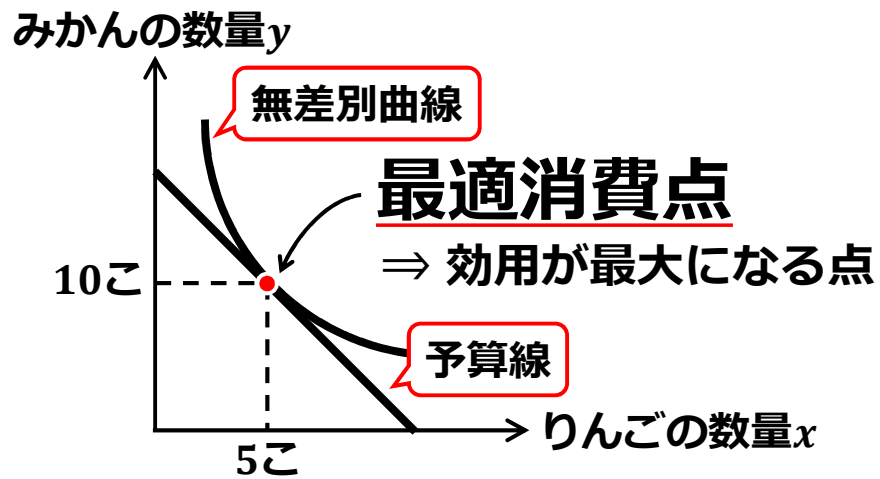 みかんの数量y
無差別曲線
最適消費点
⇒ 効用が最大になる点
10こ
予算線
りんごの数量x
5こ